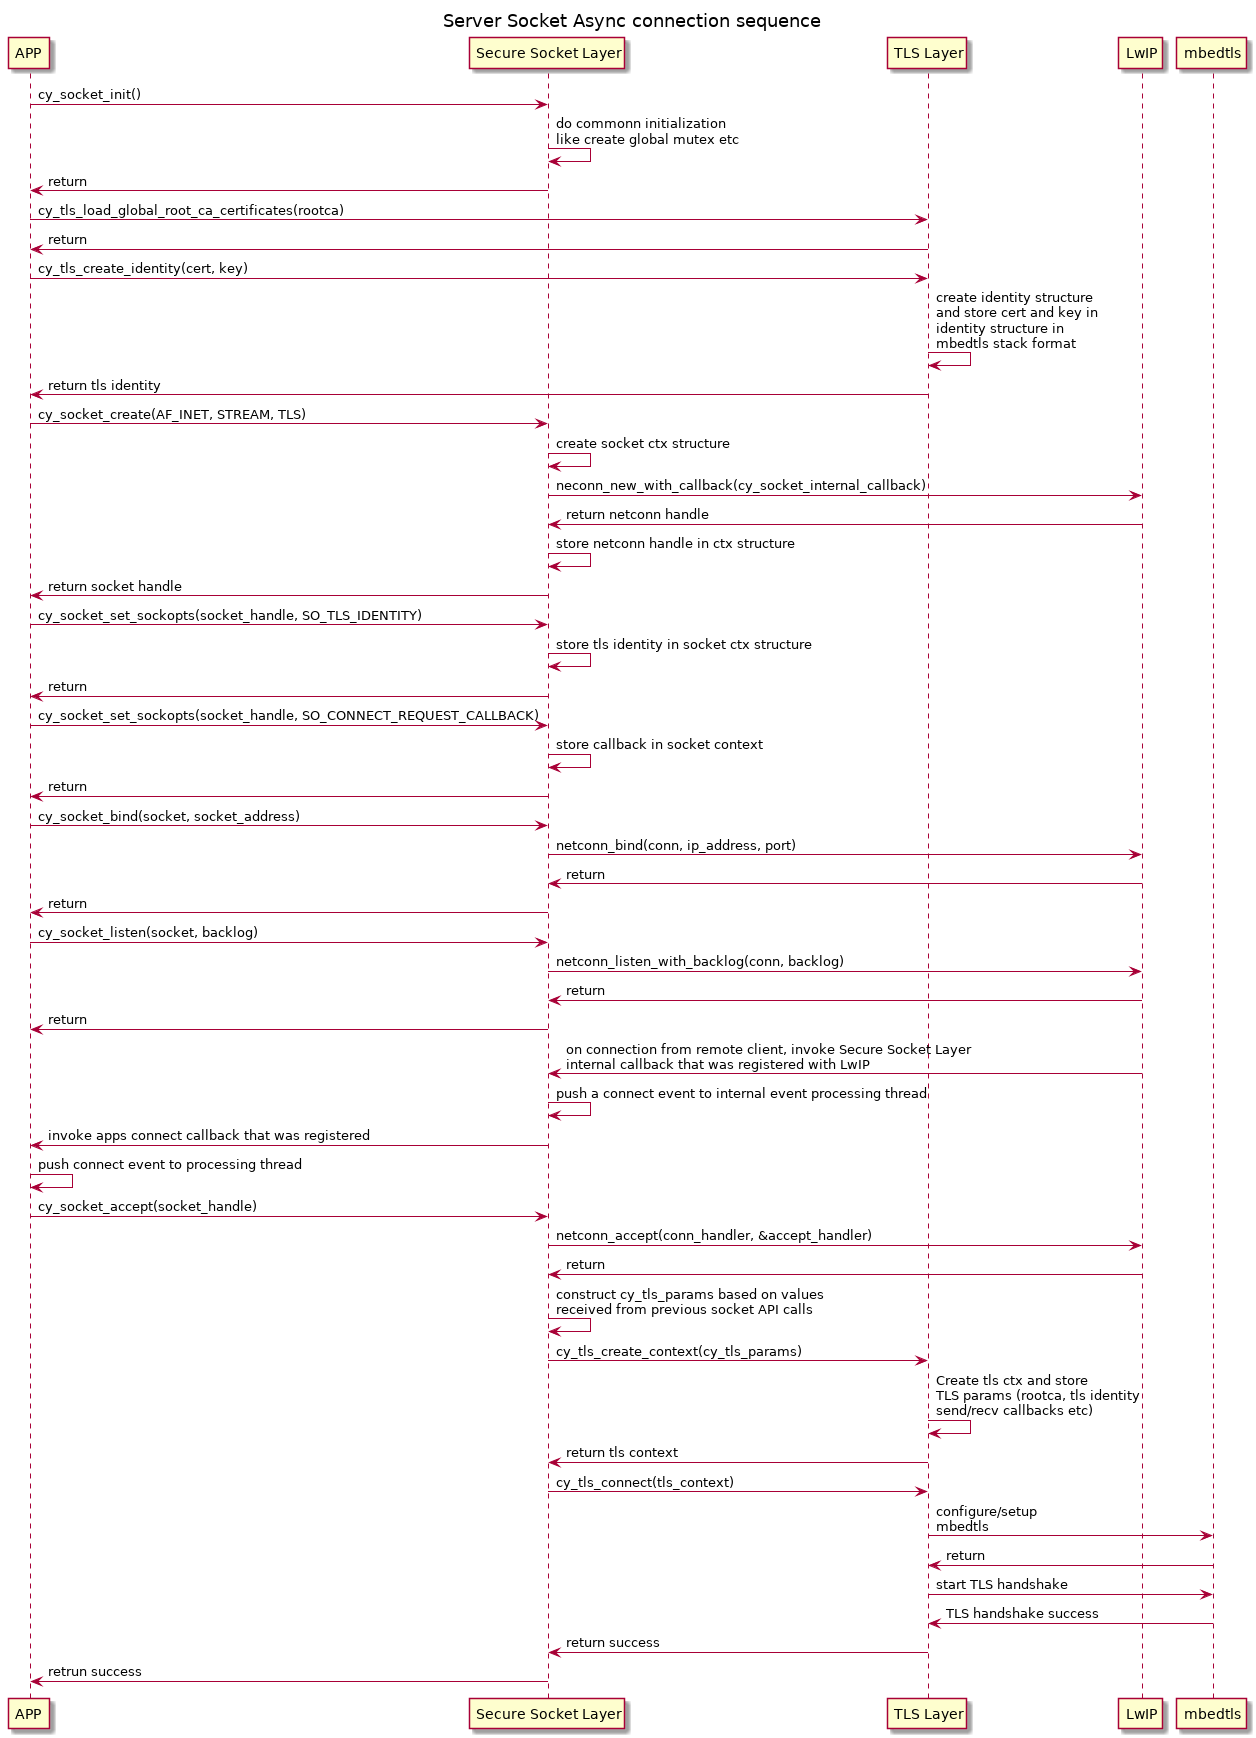 Server Socket Async connection sequence
APP
Secure Socket Layer
TLS Layer
LwIP
mbedtls
cy_socket_init()
do commonn initialization
like create global mutex etc
return
cy_tls_load_global_root_ca_certificates(rootca)
return
cy_tls_create_identity(cert, key)
create identity structure
and store cert and key in
identity structure in
mbedtls stack format
return tls identity
cy_socket_create(AF_INET, STREAM, TLS)
create socket ctx structure
neconn_new_with_callback(cy_socket_internal_callback)
return netconn handle
store netconn handle in ctx structure
return socket handle
cy_socket_set_sockopts(socket_handle, SO_TLS_IDENTITY)
store tls identity in socket ctx structure
return
cy_socket_set_sockopts(socket_handle, SO_CONNECT_REQUEST_CALLBACK)
store callback in socket context
return
cy_socket_bind(socket, socket_address)
netconn_bind(conn, ip_address, port)
return
return
cy_socket_listen(socket, backlog)
netconn_listen_with_backlog(conn, backlog)
return
return
on connection from remote client, invoke Secure Socket Layer
internal callback that was registered with LwIP
push a connect event to internal event processing thread
invoke apps connect callback that was registered
push connect event to processing thread
cy_socket_accept(socket_handle)
netconn_accept(conn_handler, &accept_handler)
return
construct cy_tls_params based on values
received from previous socket API calls
cy_tls_create_context(cy_tls_params)
Create tls ctx and store
TLS params (rootca, tls identity
send/recv callbacks etc)
return tls context
cy_tls_connect(tls_context)
configure/setup
mbedtls
return
start TLS handshake
TLS handshake success
return success
retrun success
APP
Secure Socket Layer
TLS Layer
LwIP
mbedtls